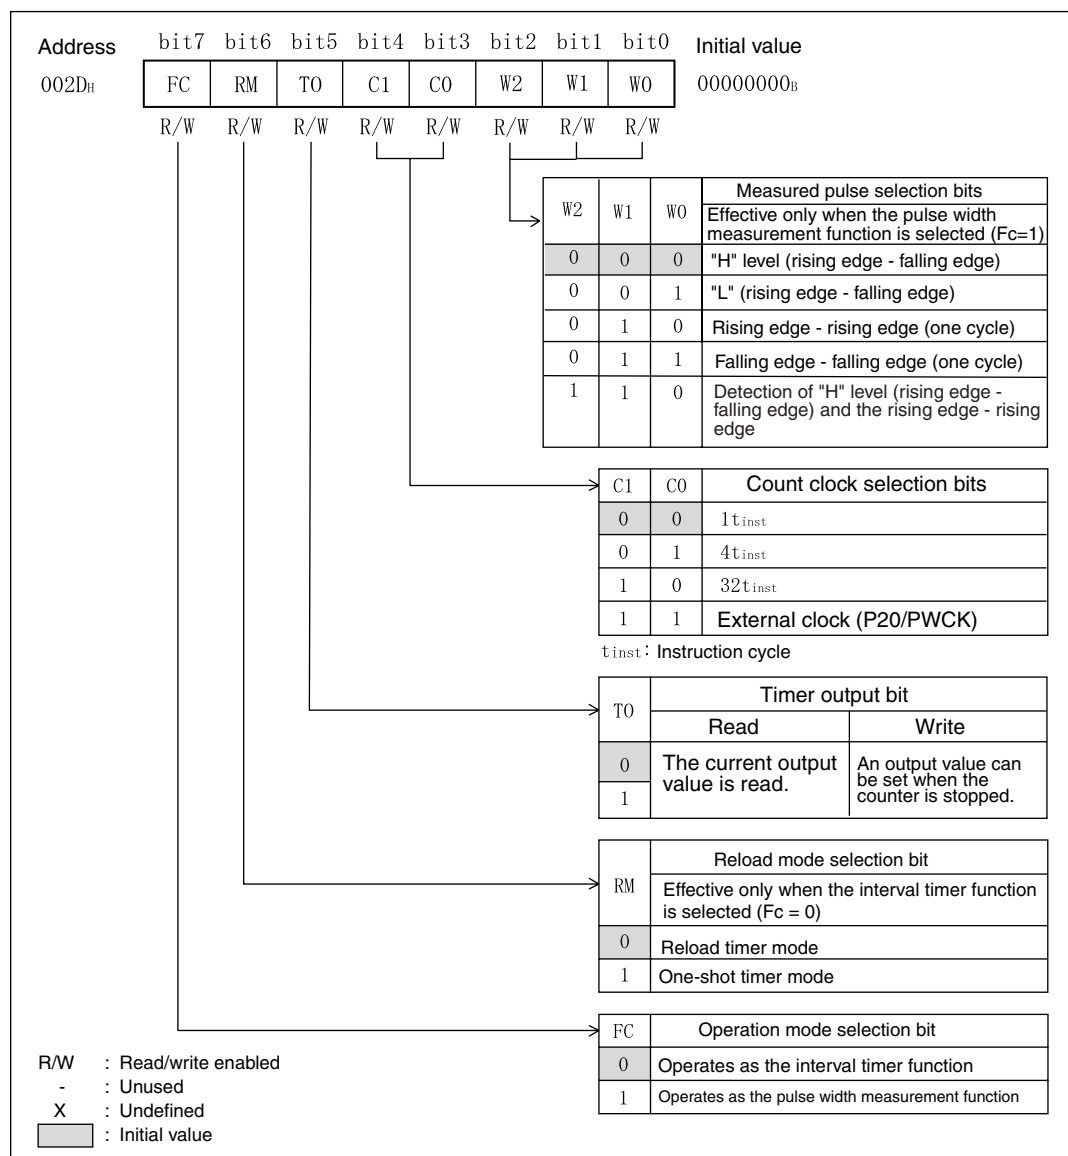 Address bit7 bit6 bit5 bit4 bit3 bit2 bit1 bit0 Initial value
002DH FC RM TO C1 C0 W2 W1 W0 00000000B
R/W R/W R/W R/W R/W R/W R/W R/W
W2 W1 W0 Measured pulse selection bits
Effective only when the pulse width
measurement function is selected (Fc=1)
0 0 0 "H" level (rising edge - falling edge)
0 0 1 "L" (rising edge - falling edge)
0 1 0 Rising edge - rising edge (one cycle)
0 1 1 Falling edge - falling edge (one cycle)
1 1 0 Detection of "H" level (rising edge -
falling edge) and the rising edge - rising
edge
C1 C0 Count clock selection bits
0 0 1tinst
0 1 4tinst
1 0 32tinst
1 1 External clock (P20/PWCK)
tinst: Instruction cycle
TO Timer output bit
Read Write
0 The current output
value is read.
1
An output value can
be set when the
counter is stopped.
RM Reload mode selection bit
Effective only when the interval timer function
is selected (Fc = 0)
0 Reload timer mode
1 One-shot timer mode
FC Operation mode selection bit
0 Operates as the interval timer function
1 Operates as the pulse width measurement function
R/W : Read/write enabled
- : Unused
X : Undefined
: Initial value